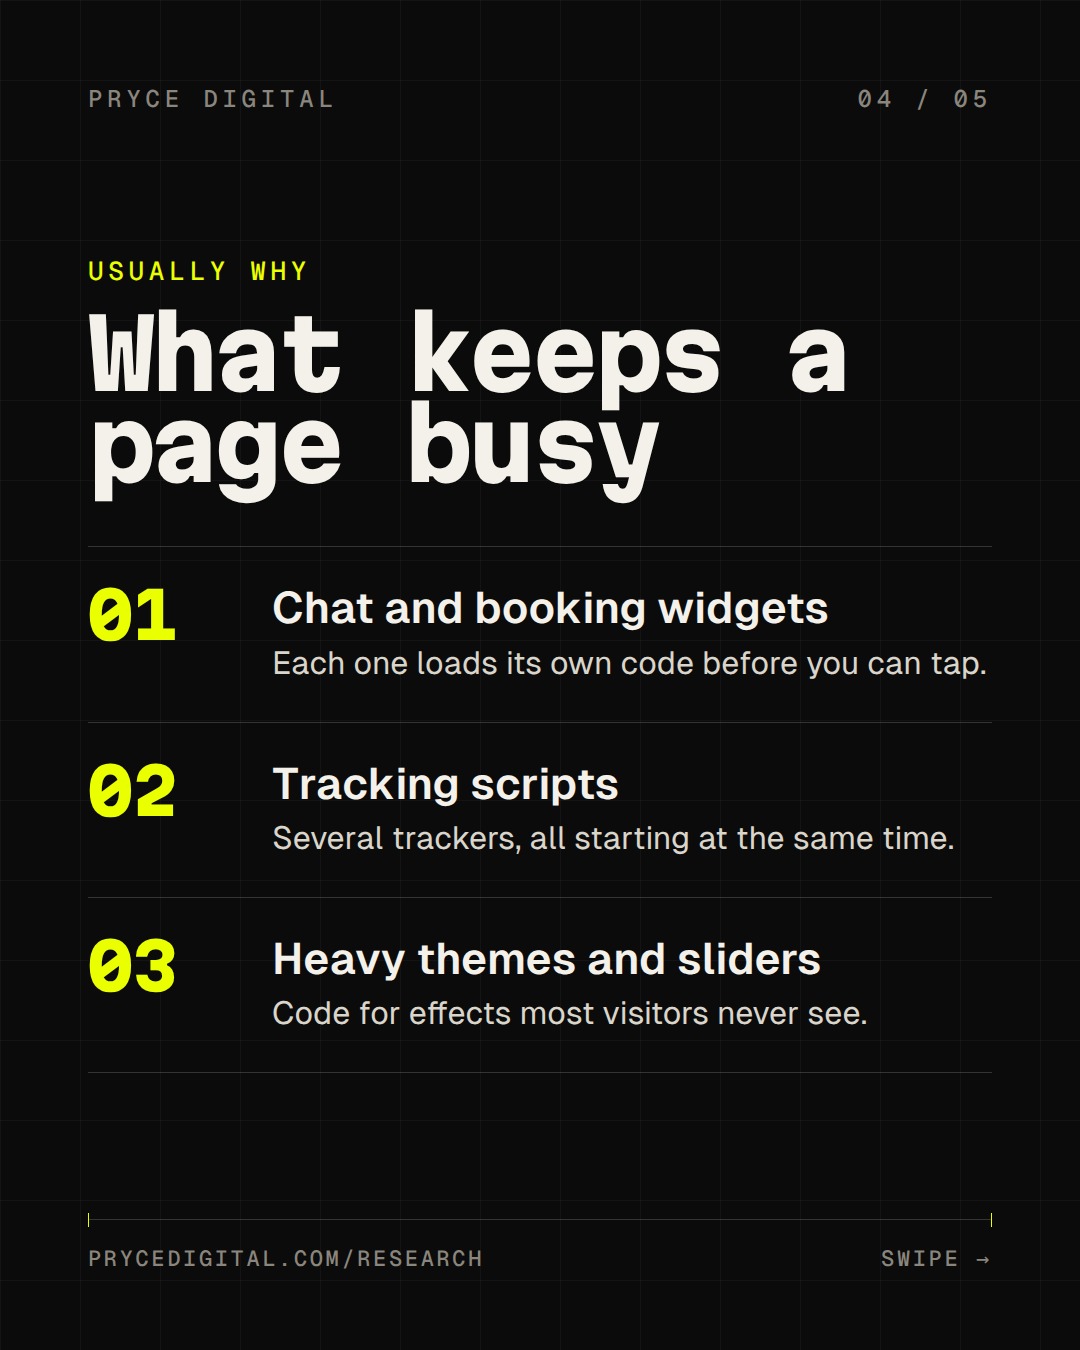 PRYCE DIGITAL
04 / 05
USUALLY WHY
What keeps a
page busy
01
Chat and booking widgets
Each one loads its own code before you can tap.
02
Tracking scripts
Several trackers, all starting at the same time.
03
Heavy themes and sliders
Code for effects most visitors never see.
PRYCEDIGITAL.COM/RESEARCH
SWIPE →